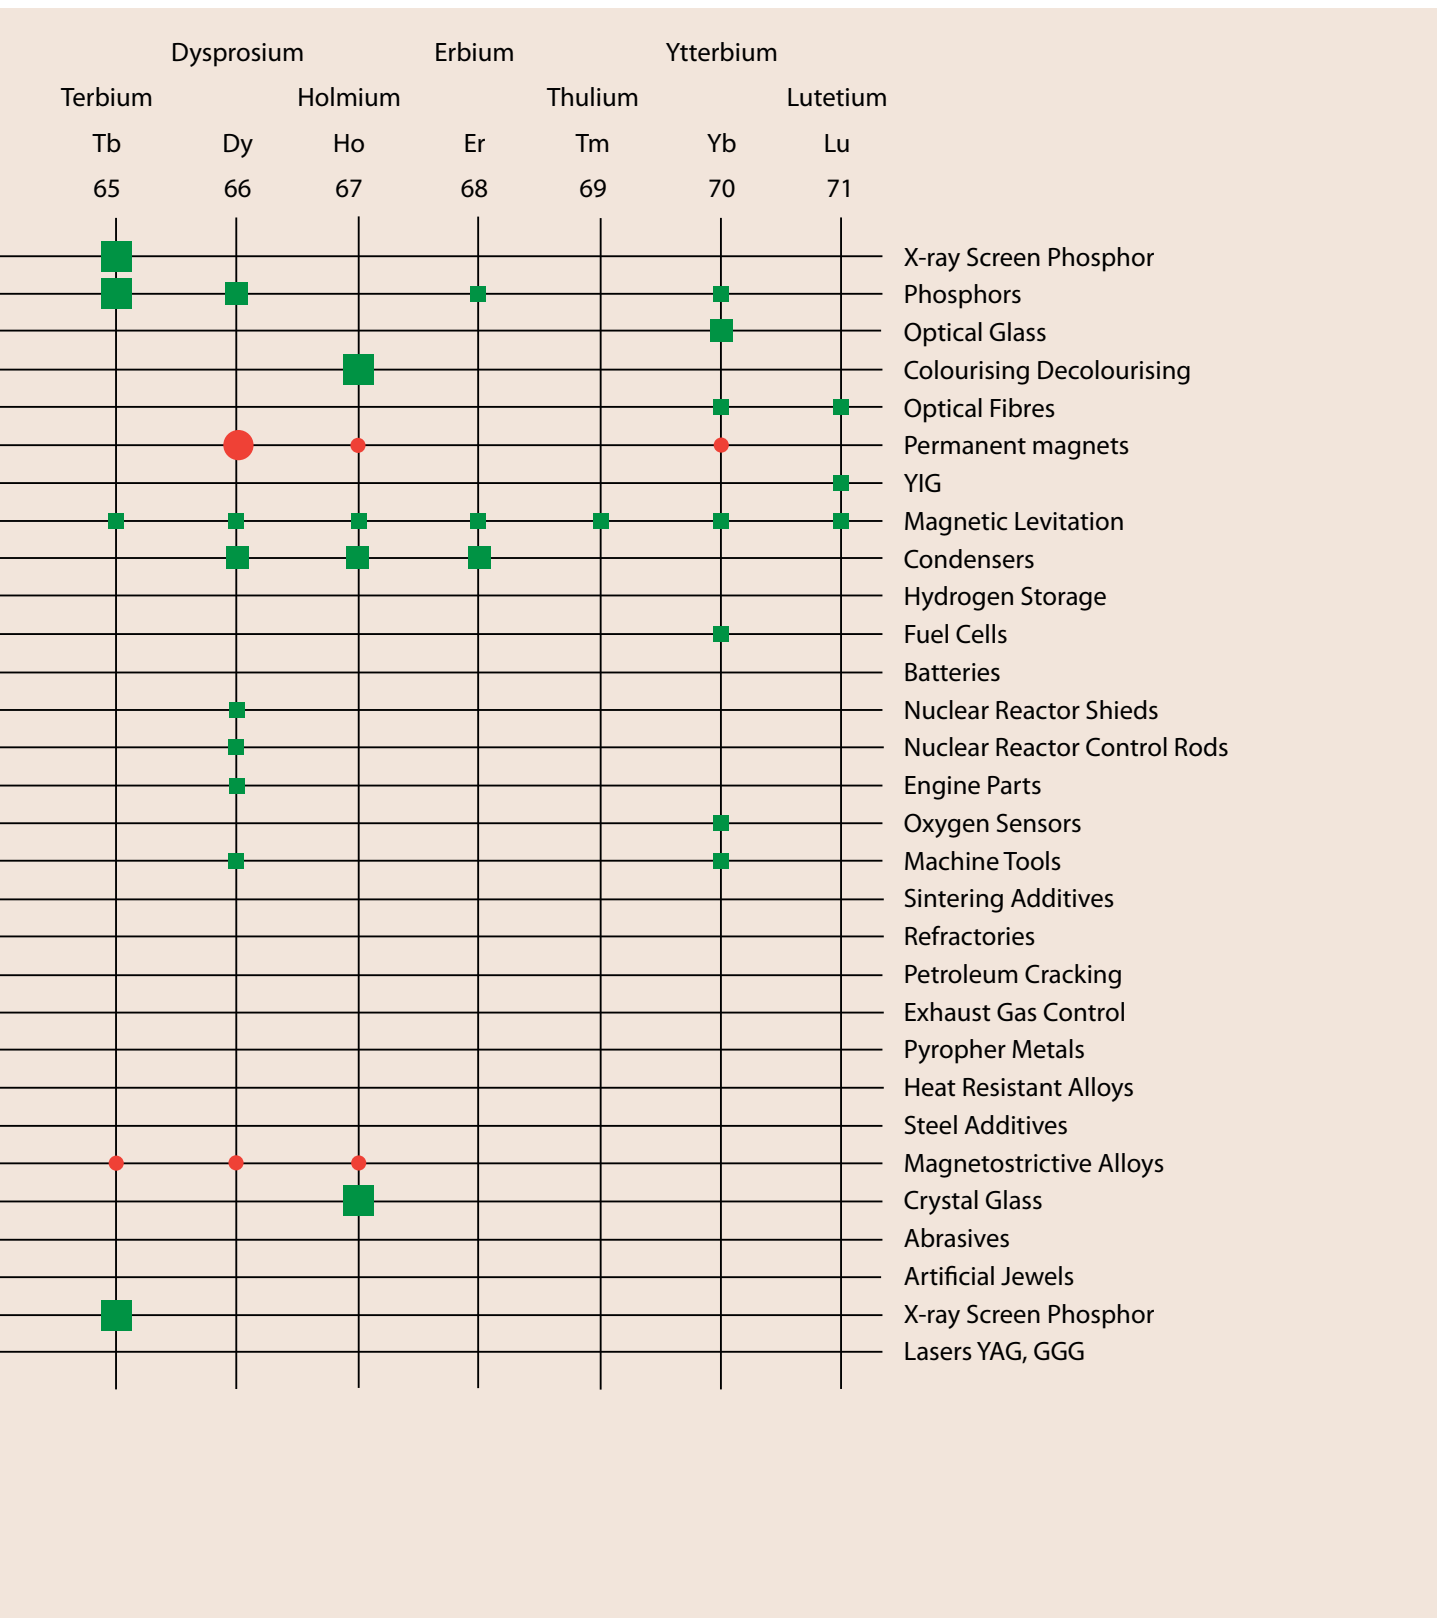 Dysprosium Erbium Ytterbium
Terbium Holmium Thulium Lutetium
Tb Dy Ho Er Tm Yb Lu
65 66 67 68 69 70 71
X-ray Screen Phosphor
Phosphors
Optical Glass
Colourising Decolourising
Optical Fibres
Permanent magnets
YIG
Magnetic Levitation
Condensers
Hydrogen Storage
Fuel Cells
Batteries
Nuclear Reactor Shieds
Nuclear Reactor Control Rods
Engine Parts
Oxygen Sensors
Machine Tools
Sintering Additives
Refractories
Petroleum Cracking
Exhaust Gas Control
Pyropher Metals
Heat Resistant Alloys
Steel Additives
Magnetostrictive Alloys
Crystal Glass
Abrasives
Artificial Jewels
X-ray Screen Phosphor
Lasers YAG, GGG